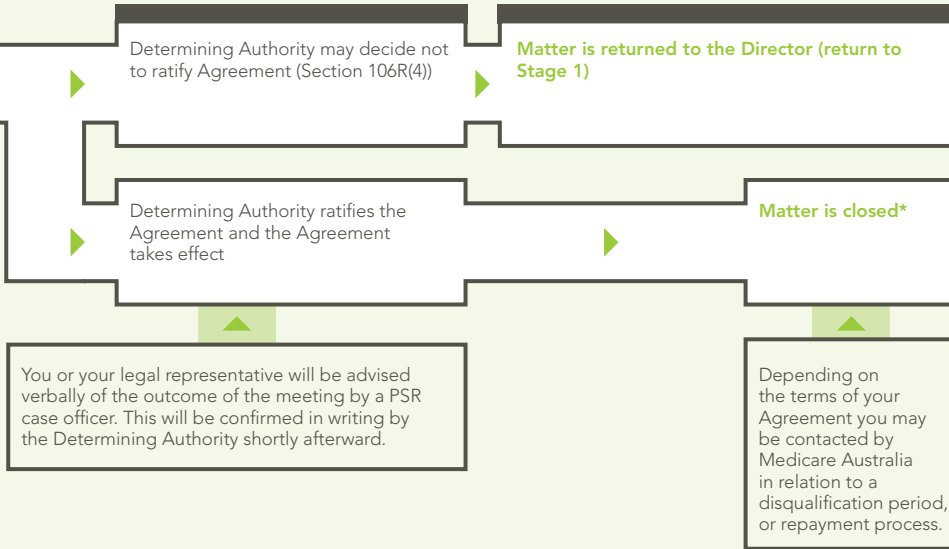 Determining Authority may decide not
to ratify Agreement (Section 106R(4))
Matter is returned to the Director (return to
Stage 1)
Determining Authority ratifies the
Agreement and the Agreement
takes effect
Matter is closed*
You or your legal representative will be advised
verbally of the outcome of the meeting by a PSR
case officer. This will be confirmed in writing by
the Determining Authority shortly afterward.
Depending on
the terms of your
Agreement you may
be contacted by
Medicare Australia
in relation to a
disqualification period,
or repayment process.